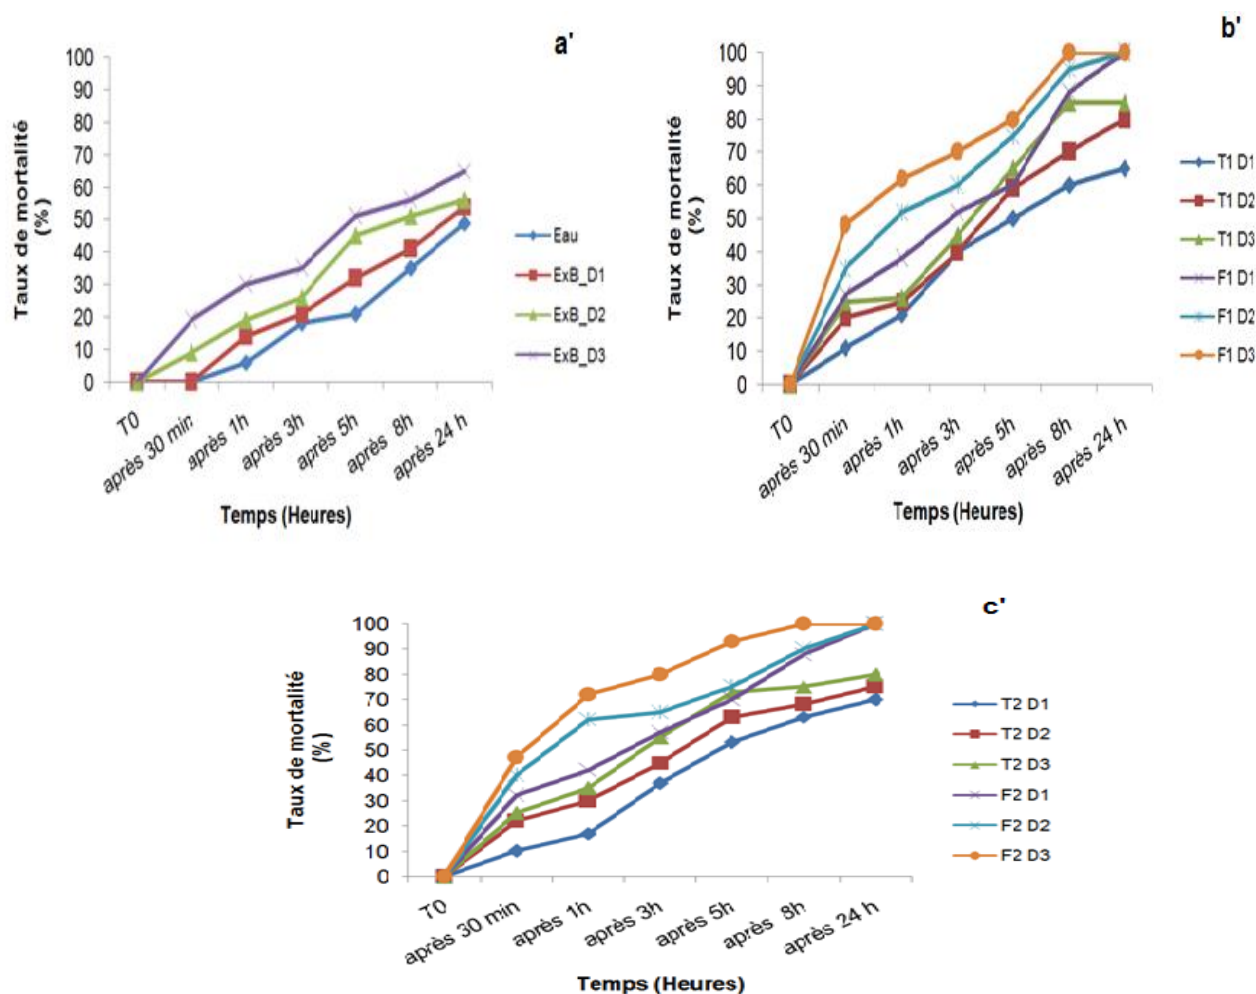 a'
100
90
80
70
60
50
40
30
20
10
0
Taux de mortalité
(%)
T0
après 30 min
après 1h
après 3h
après 5h
après 8h
après 24 h
Temps (Heures)
Eau
ExB_D1
ExB_D2
ExB_D3
b'
100
90
80
70
60
50
40
30
20
10
0
Taux de mortalité
(%)
T0
après 30 min
après 1h
après 3h
après 5h
après 8h
après 24 h
Temps (Heures)
T1 D1
T1 D2
T1 D3
F1 D1
F1 D2
F1 D3
c'
100
90
80
70
60
50
40
30
20
10
0
Taux de mortalité
(%)
T0
après 30 min
après 1h
après 3h
après 5h
après 8h
après 24 h
Temps (Heures)
T2 D1
T2 D2
T2 D3
F2 D1
F2 D2
F2 D3